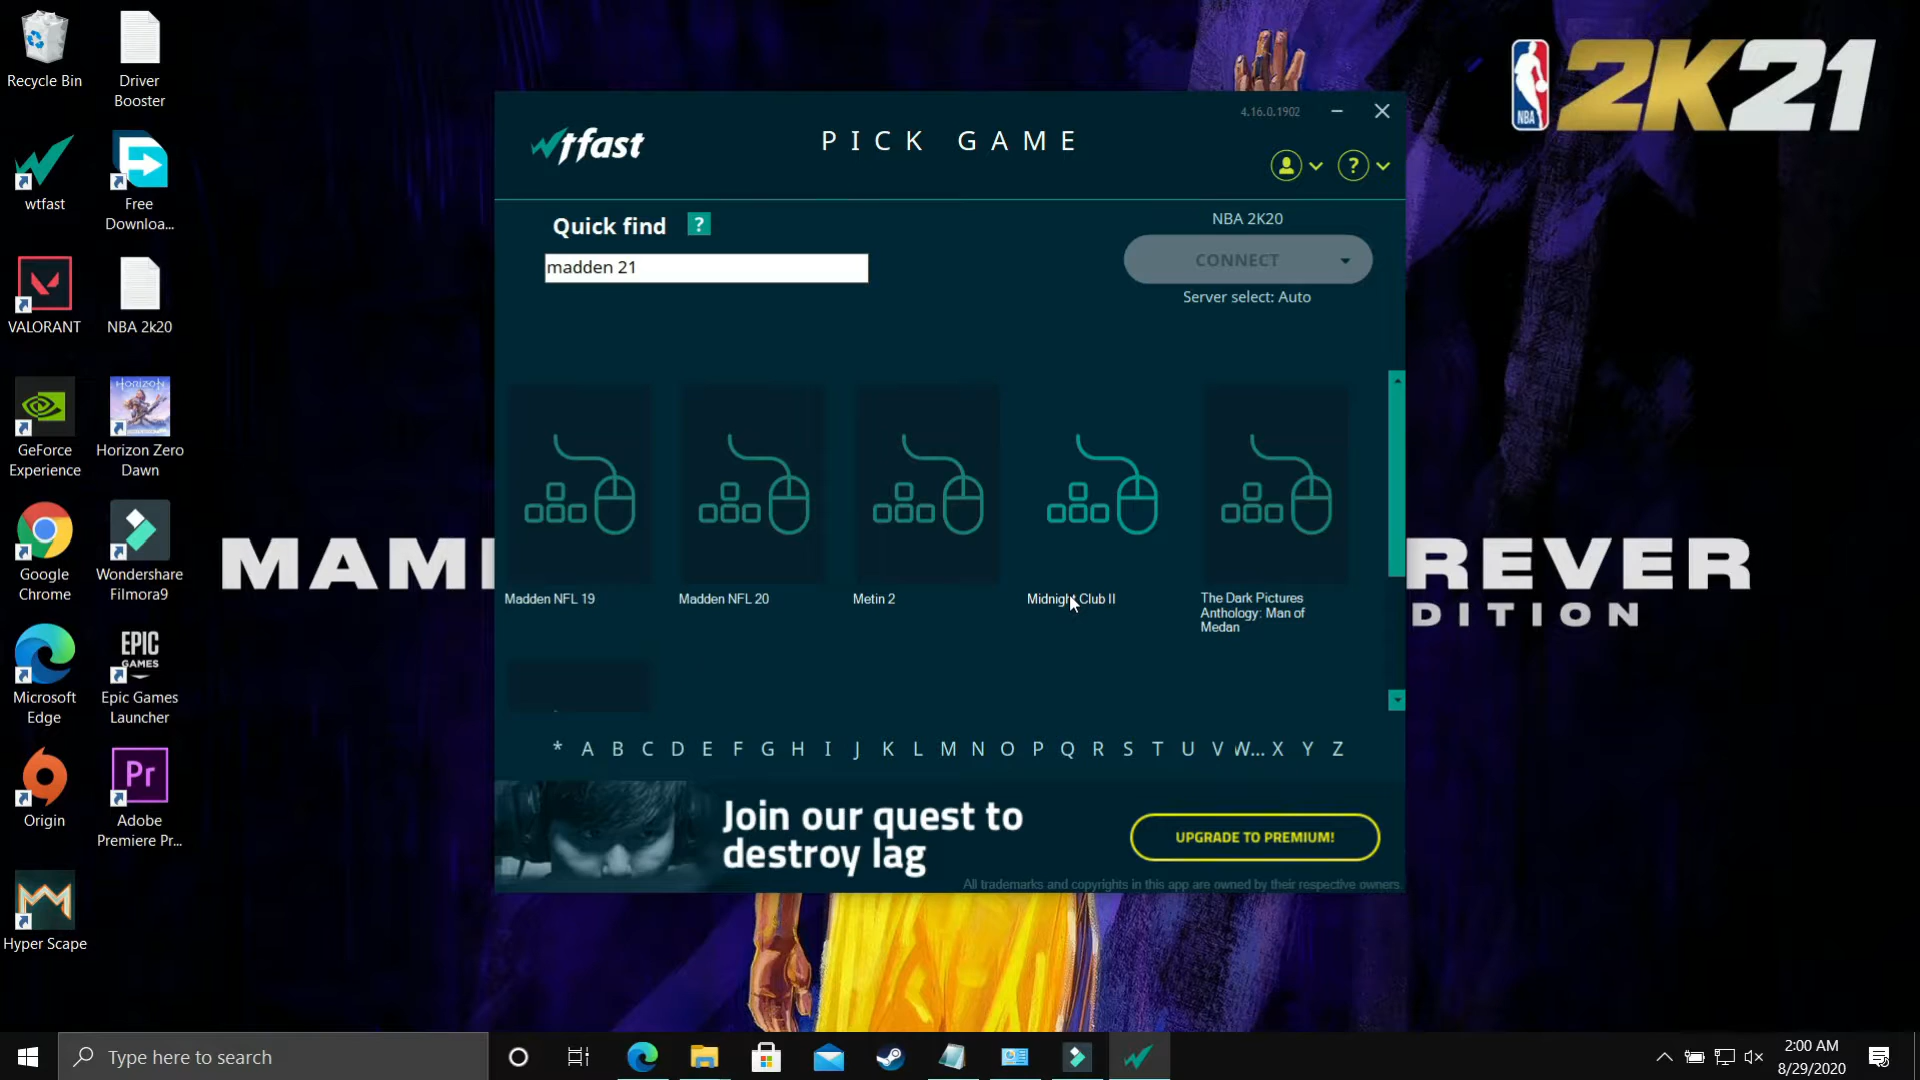 Recycle Bin
Driver
Booster
wtfast
Free
Downloa...
VALORANT
NBA 2k20
GeForce
Experience
HORIZON
Horizon Zero
Dawn
Google
Chrome
Wondershare
Filmora9
Microsoft
Edge
EPIC
GAMES
Epic Games
Launcher
Origin
Pr
Adobe
Premiere Pr...
Hyper Scape
NBA
2K21
MAM
REVER
DITION
4.16.0.1902
wtfast
PICK GAME
?
Quick find ?
madden 21
NBA 2K20
CONNECT
Server select: Auto
Madden NFL 19
Madden NFL 20
Metin 2
Midnight Club II
The Dark Pictures
Anthology: Man of
Medan
* A B C D E F G H I J K L M N O P Q R S T U V W... X Y Z
Join our quest to
destroy lag
UPGRADE TO PREMIUM!
All trademarks and copyrights in this app are owned by their respective owners
Type here to search
2:00 AM
8/29/2020